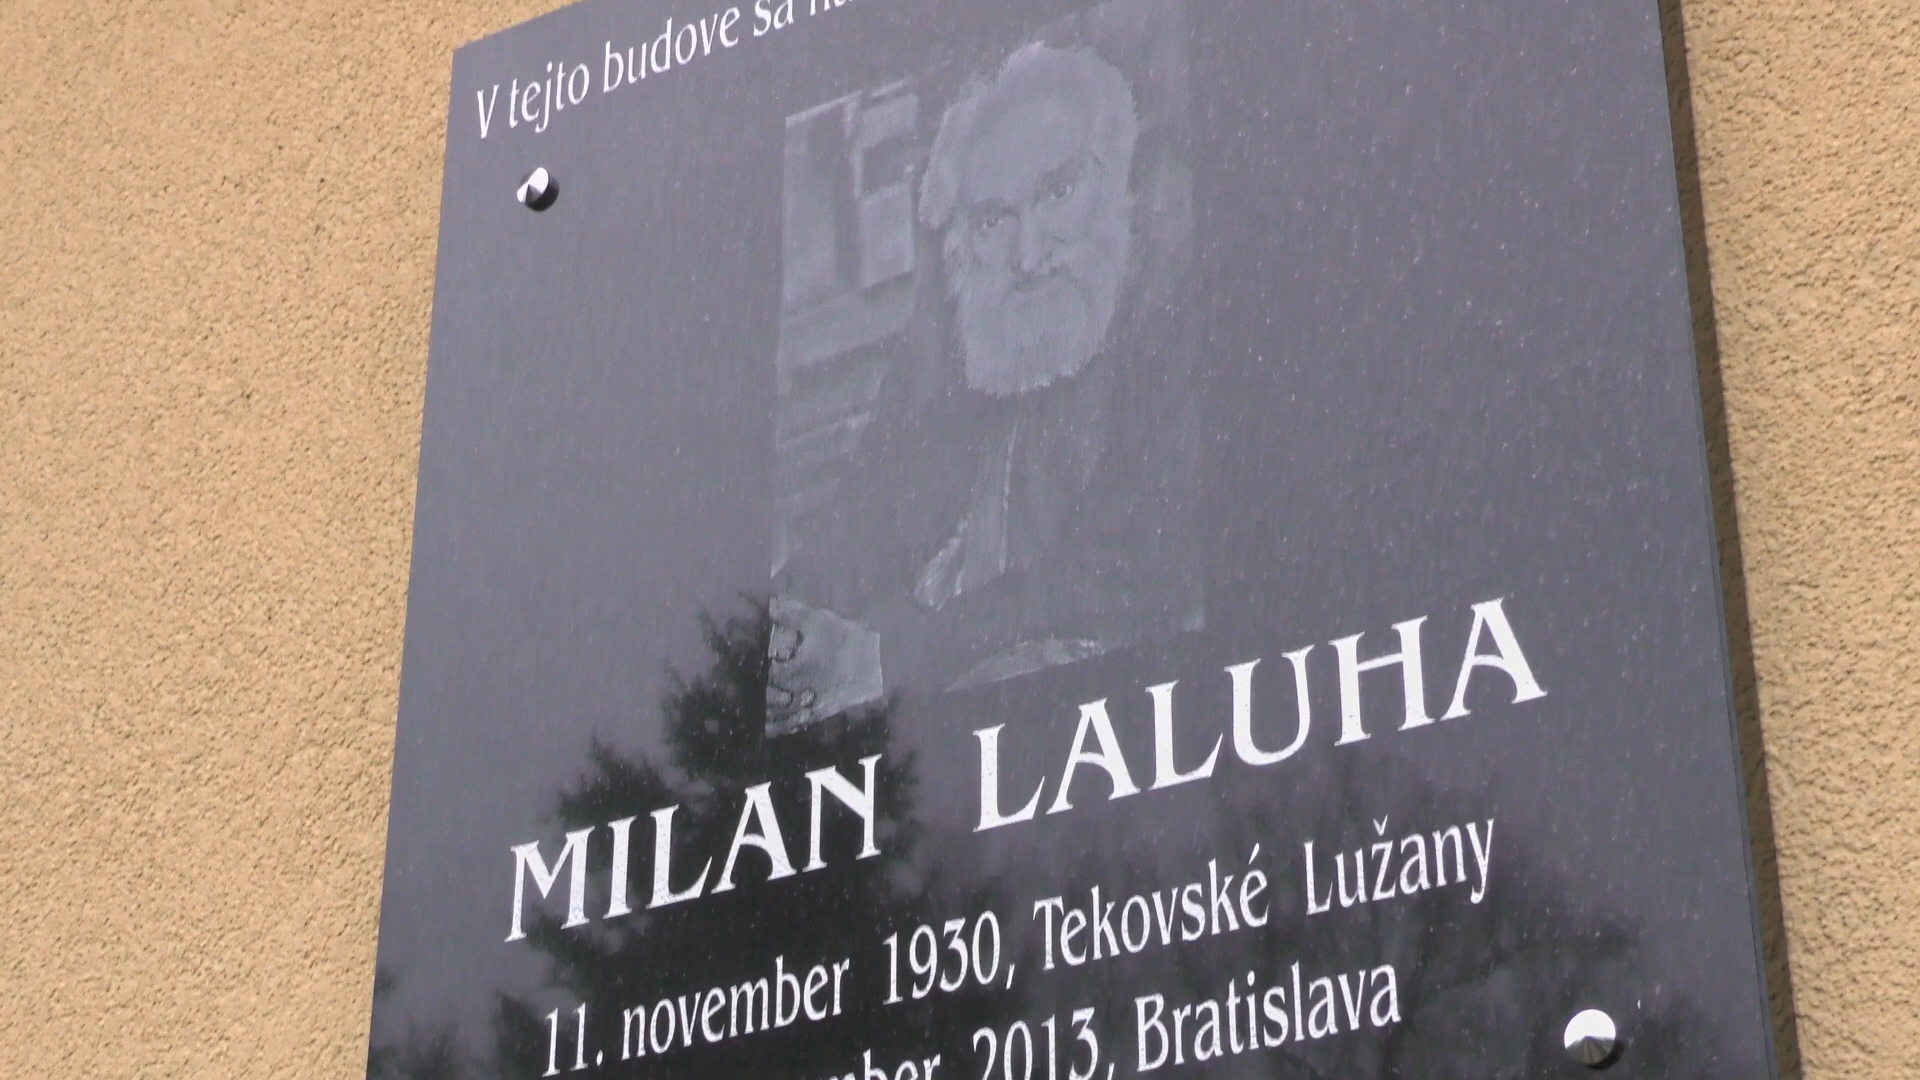 V tejto budove sa
MILAN LALUHA
11. november 1930, Tekovské Lužany
2013, Bratislava